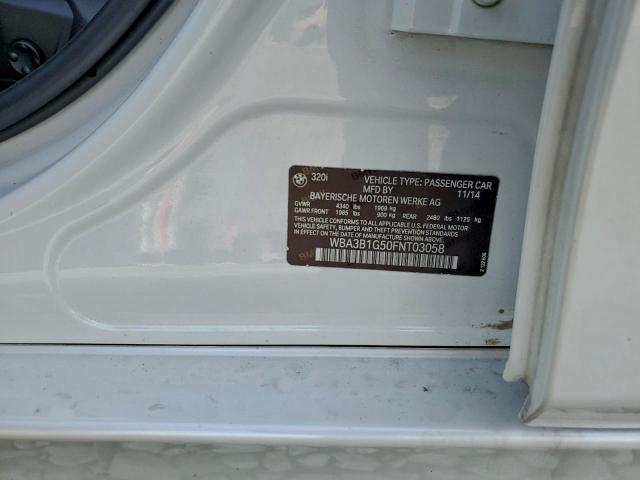 320i VEHICLE TYPE: PASSENGER CAR
MFD BY 11/14
BAYERISCHE MOTOREN WERKE AG
GVWR 4340 lbs 1969 kg
GAWR FRONT 1985 lbs 900 kg REAR 2480 lbs 1125 kg
THIS VEHICLE CONFORMS TO ALL APPLICABLE U.S. FEDERAL MOTOR
VEHICLE SAFETY, BUMPER AND THEFT PREVENTION STANDARDS IN
EFFECT ON THE DATE OF MANUFACTURE SHOWN ABOVE.
WBA3B1G50FNT03058